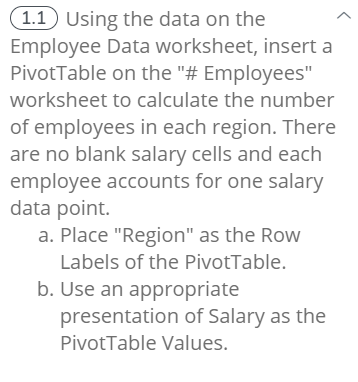 1.1 Using the data on the
Employee Data worksheet, insert a
PivotTable on the "# Employees"
worksheet to calculate the number
of employees in each region. There
are no blank salary cells and each
employee accounts for one salary
data point.
a. Place "Region" as the Row
Labels of the PivotTable.
b. Use an appropriate
presentation of Salary as the
PivotTable Values.